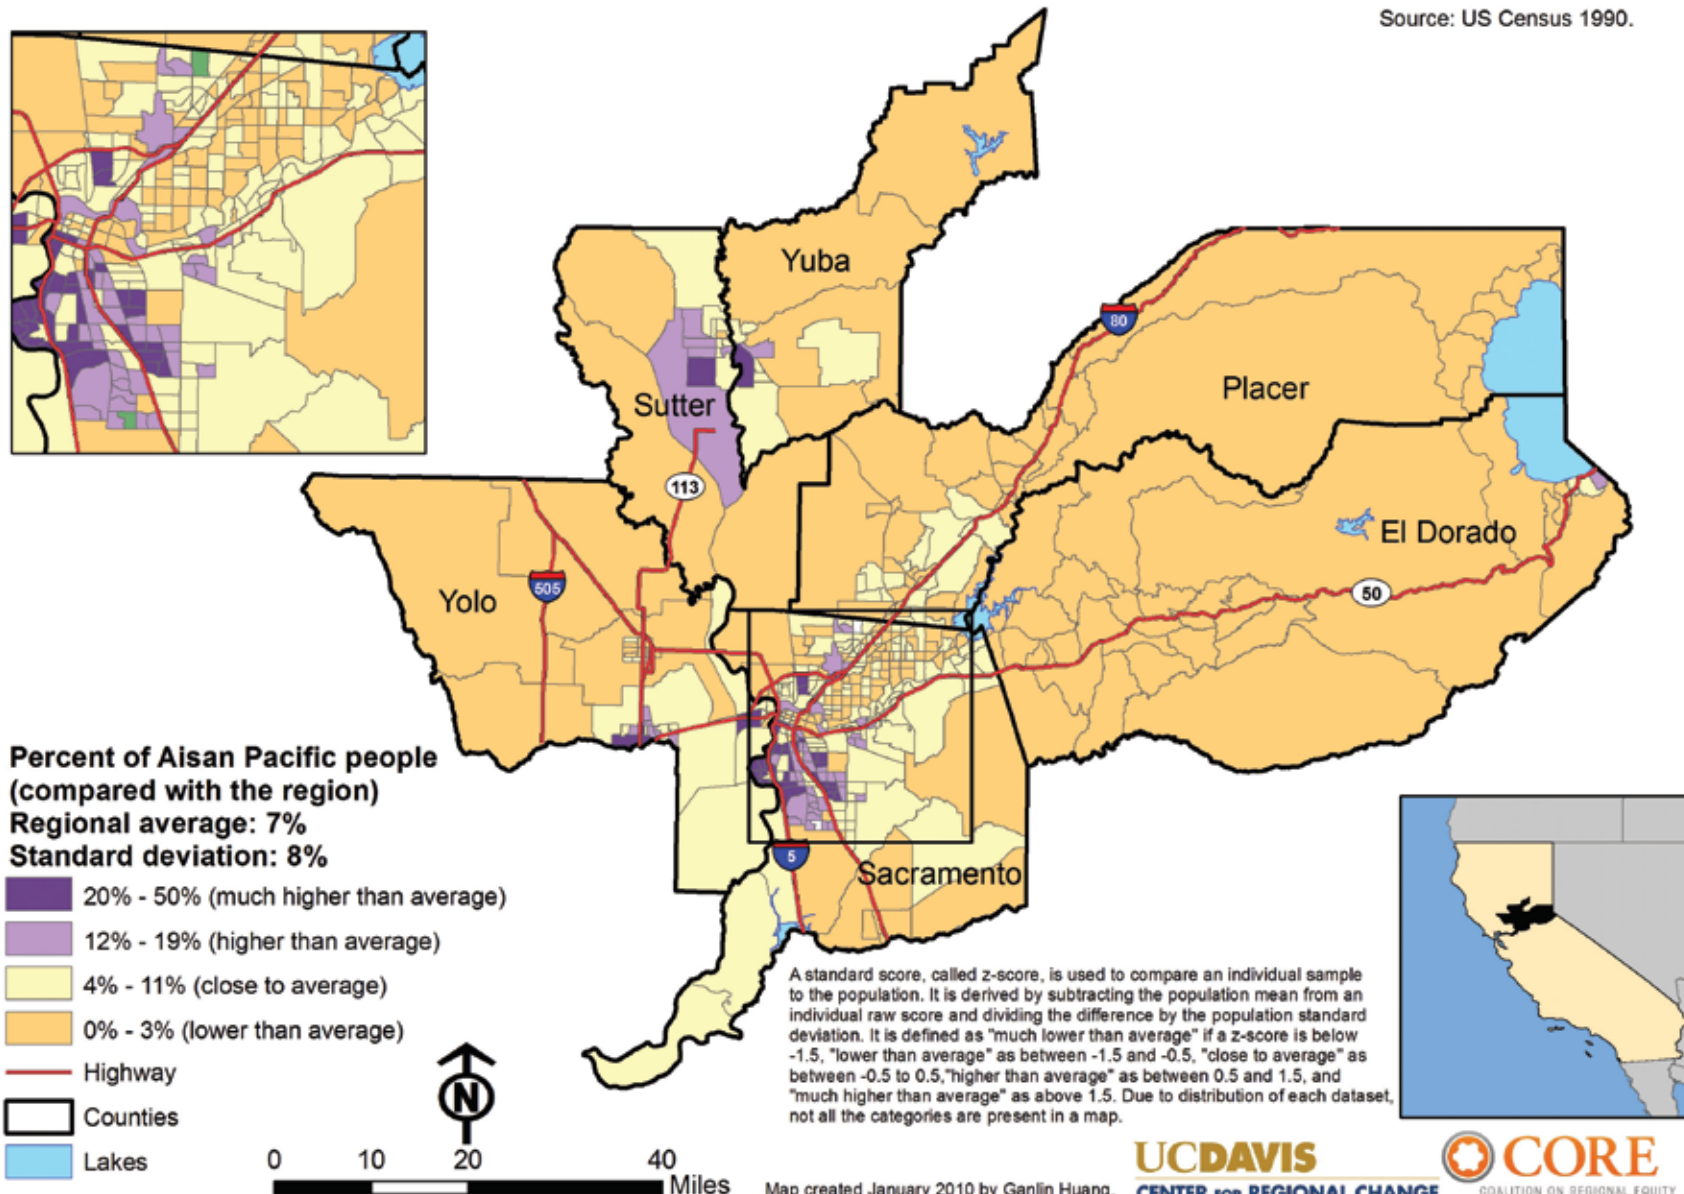 Source: US Census 1990.
Yuba
80
Placer
Sutter
113
El Dorado
50
Yolo
505
Percent of Aisan Pacific people
(compared with the region)
Regional average: 7%
Standard deviation: 8%
20% - 50% (much higher than average)
12% - 19% (higher than average)
4% - 11% (close to average)
0% - 3% (lower than average)
Highway
Counties
Lakes
5
Sacramento
A standard score, called z-score, is used to compare an individual sample
to the population. It is derived by subtracting the population mean from an
individual raw score and dividing the difference by the population standard
deviation. It is defined as "much lower than average" if a z-score is below
-1.5, "lower than average" as between -1.5 and -0.5, "close to average" as
between -0.5 to 0.5,"higher than average" as between 0.5 and 1.5, and
"much higher than average" as above 1.5. Due to distribution of each dataset,
not all the categories are present in a map.
N
0 10 20 40
Miles
Map created January 2010 by Ganlin Huang.
UCDAVIS
CENTER FOR REGIONAL CHANGE
CORE
COALITION ON REGIONAL EQUITY